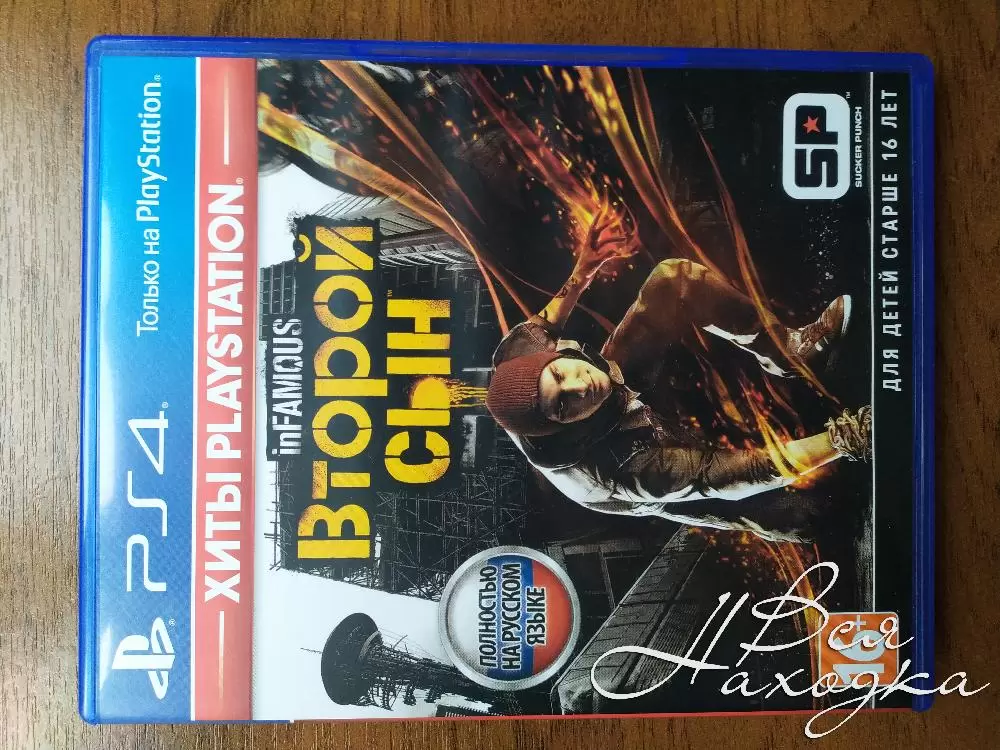 PS4
Только на PlayStation
ХИТЫ PLAYSTATION
inFAMOUS
ВТОРОЙ
СЫН
ПОЛНОСТЬЮ
НА РУССКОМ
ЯЗЫКЕ
SP
SUCKER PUNCH
16+
ДЛЯ ДЕТЕЙ СТАРШЕ 16 ЛЕТ
Вся
Находка